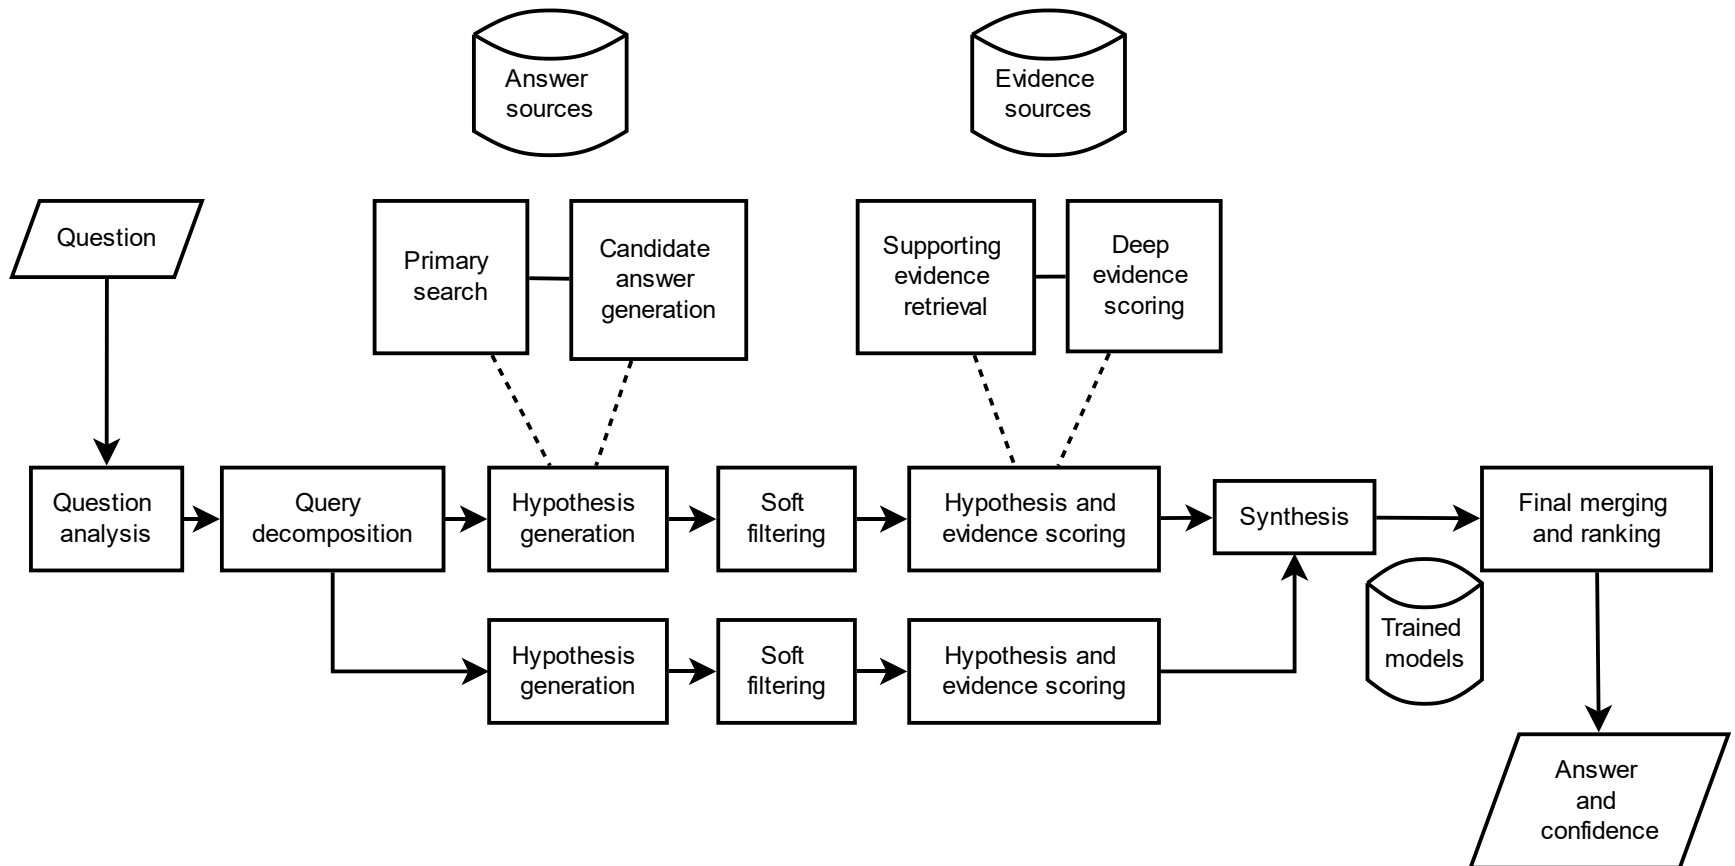 Answer
sources
Evidence
sources
Question
Primary
search
Candidate
answer
generation
Supporting
evidence
retrieval
Deep
evidence
scoring
Question
analysis
Query
decomposition
Hypothesis
generation
Soft
filtering
Hypothesis and
evidence scoring
Synthesis
Final merging
and ranking
Hypothesis
generation
Soft
filtering
Hypothesis and
evidence scoring
Trained
models
Answer
and
confidence